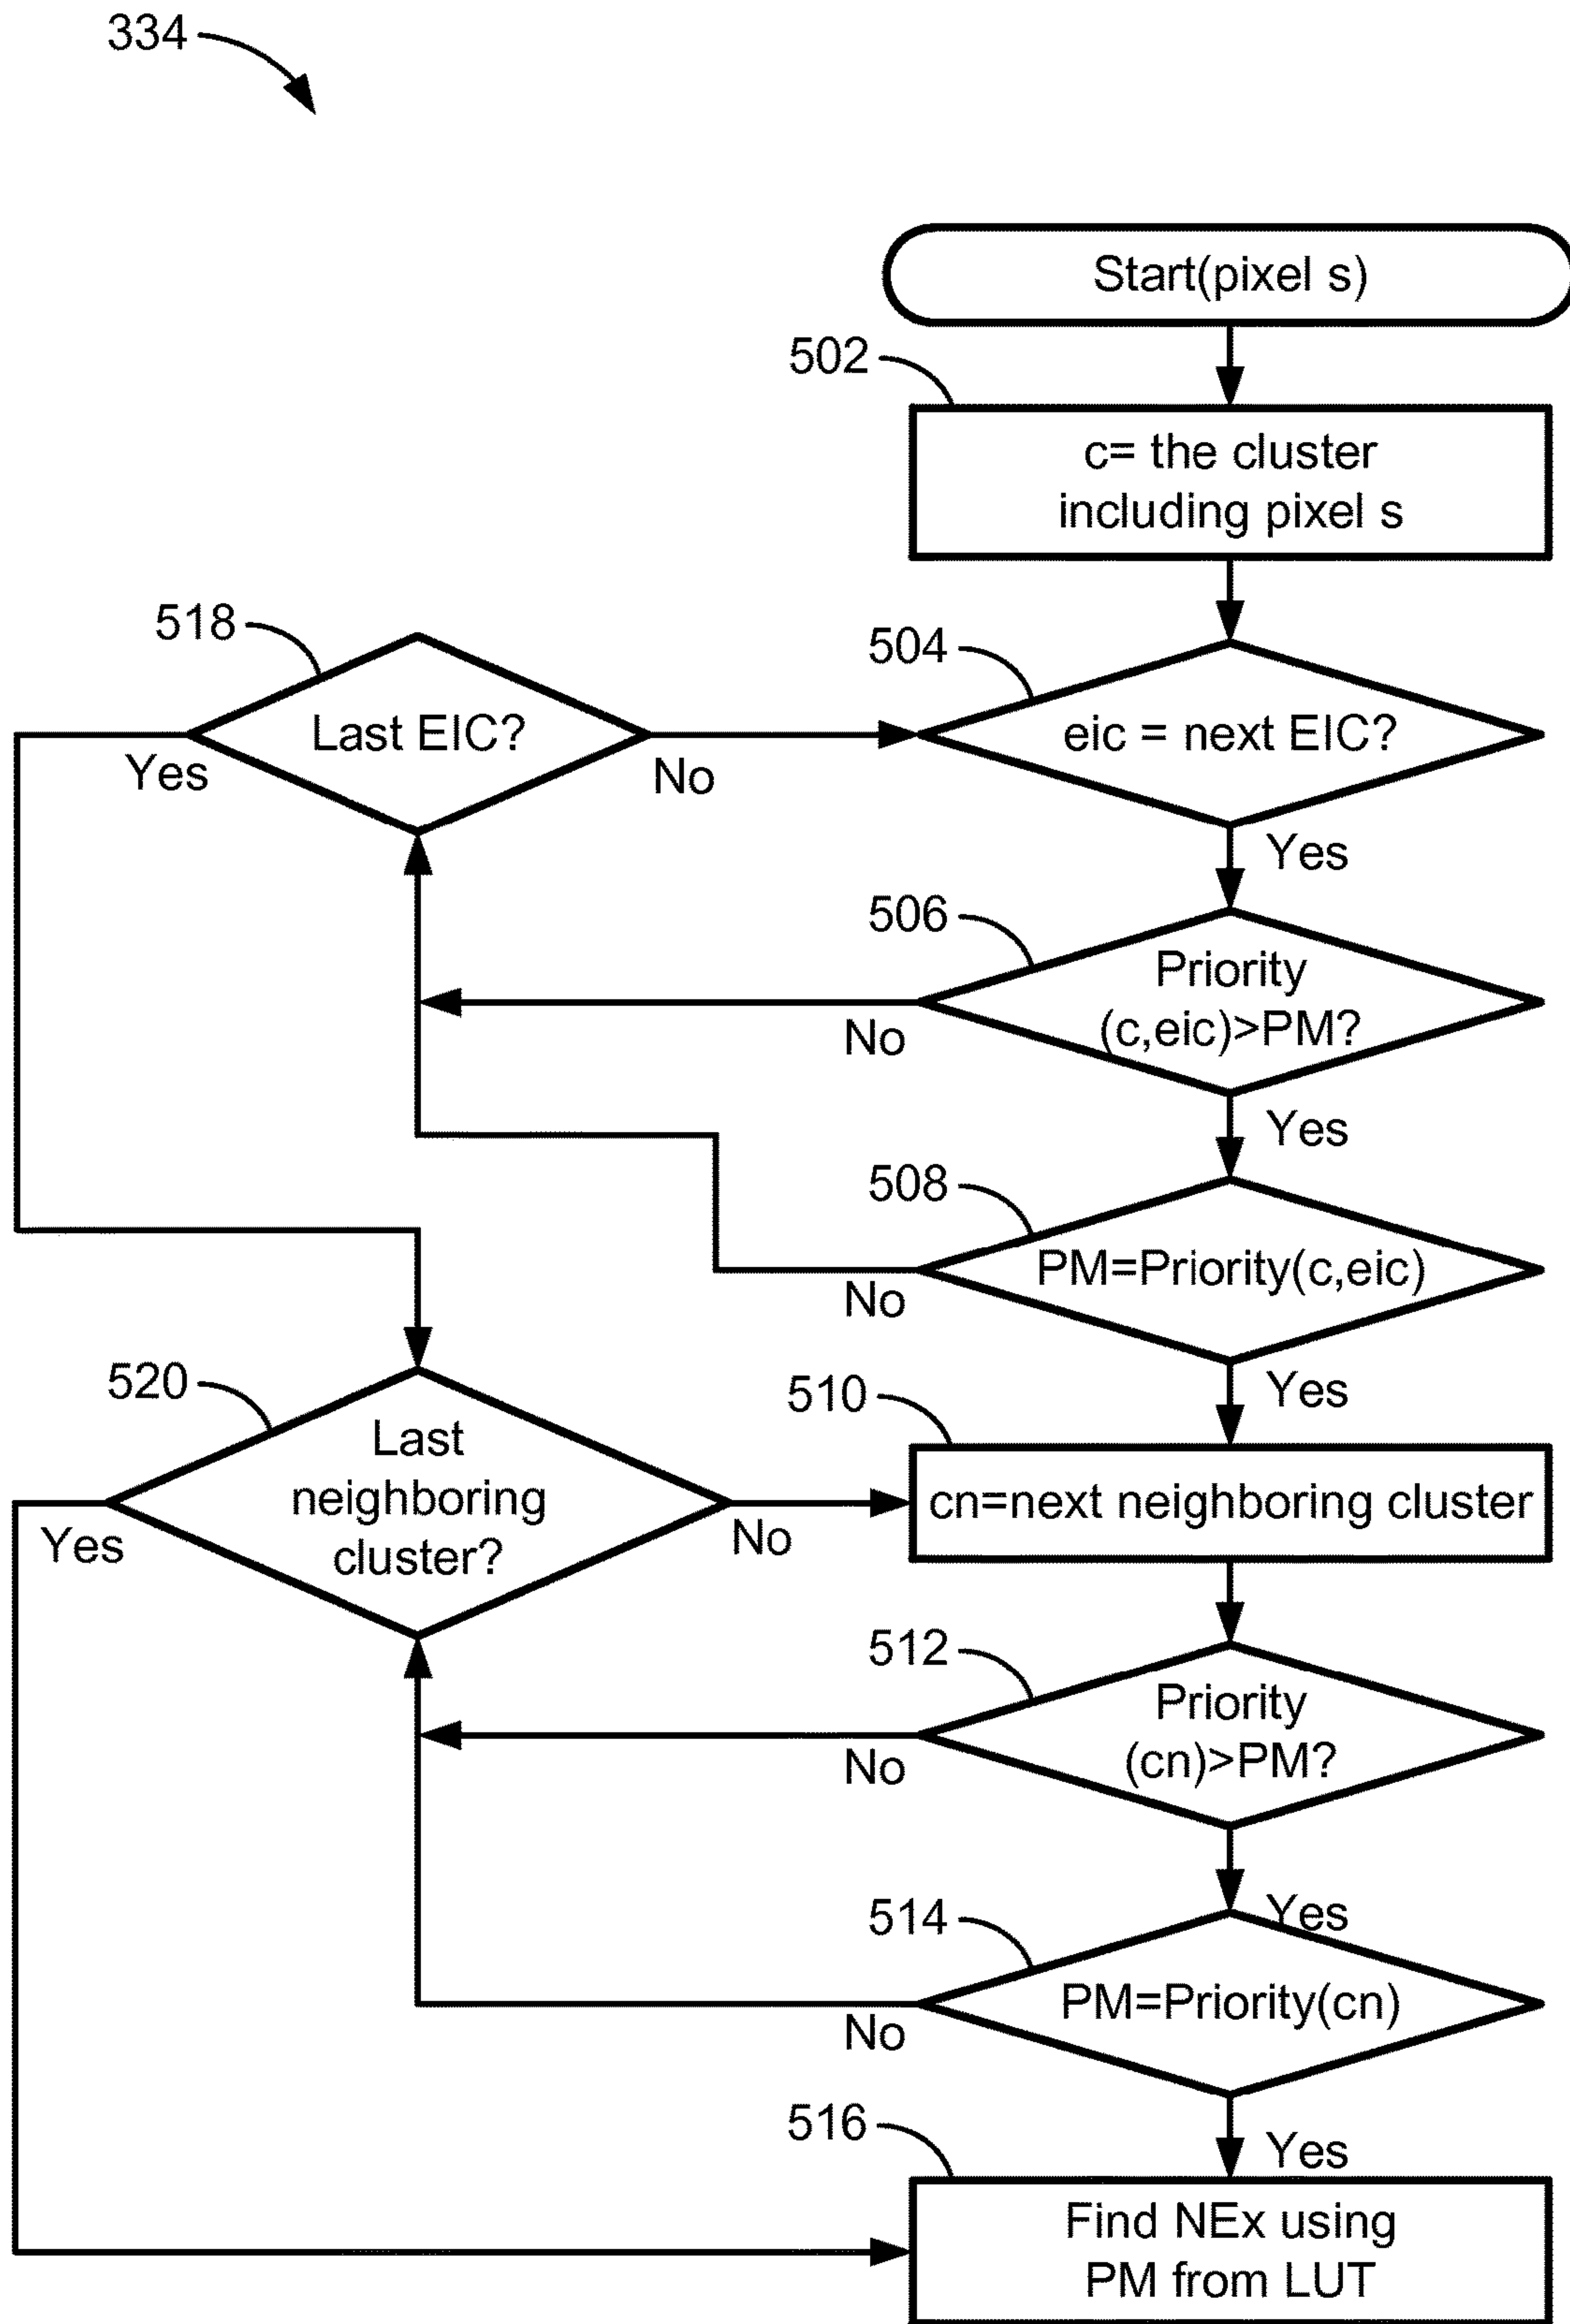 334
Start(pixel s)
502
c= the cluster
including pixel s
518
504
Last EIC?
eic = next EIC?
Yes
No
Yes
506
Priority
(c,eic)>PM?
No
Yes
508
PM=Priority(c,eic)
No
Yes
520
510
Last
neighboring
cluster?
cn=next neighboring cluster
Yes
No
512
Priority
(cn)>PM?
No
Yes
514
PM=Priority(cn)
No
Yes
516
Find NEx using
PM from LUT